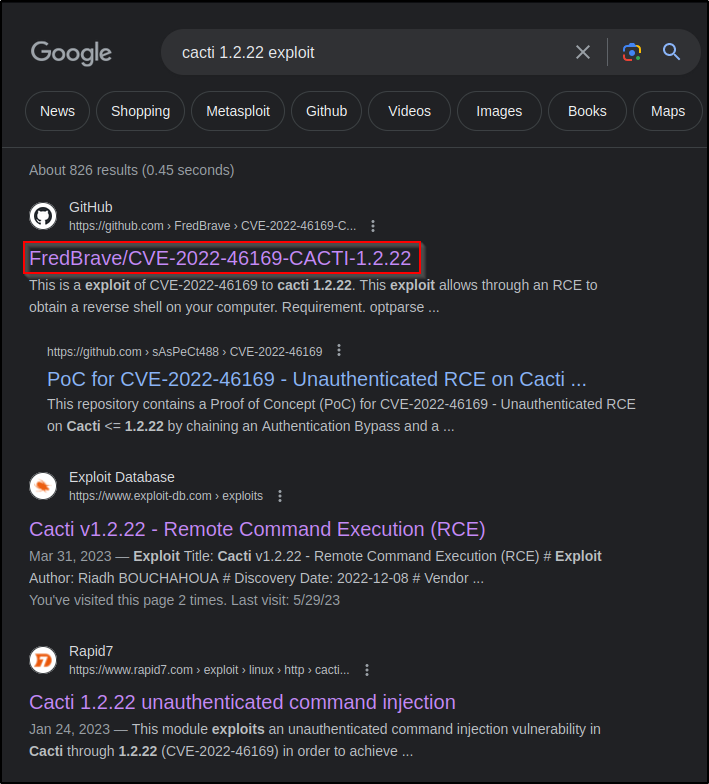 Google
cacti 1.2.22 exploit
News Shopping Metasploit Github Videos Images Books Maps
About 826 results (0.45 seconds)
GitHub
https://github.com › FredBrave › CVE-2022-46169-C...
FredBrave/CVE-2022-46169-CACTI-1.2.22
This is a exploit of CVE-2022-46169 to cacti 1.2.22. This exploit allows through an RCE to
obtain a reverse shell on your computer. Requirement. optparse ...
https://github.com › sAsPeCt488 › CVE-2022-46169
PoC for CVE-2022-46169 - Unauthenticated RCE on Cacti ...
This repository contains a Proof of Concept (PoC) for CVE-2022-46169 - Unauthenticated RCE
on Cacti <= 1.2.22 by chaining an Authentication Bypass and a ...
Exploit Database
https://www.exploit-db.com › exploits
Cacti v1.2.22 - Remote Command Execution (RCE)
Mar 31, 2023 — Exploit Title: Cacti v1.2.22 - Remote Command Execution (RCE) # Exploit
Author: Riadh BOUCHAHOUA # Discovery Date: 2022-12-08 # Vendor ...
You've visited this page 2 times. Last visit: 5/29/23
Rapid7
https://www.rapid7.com › exploit › linux › http › cacti...
Cacti 1.2.22 unauthenticated command injection
Jan 24, 2023 — This module exploits an unauthenticated command injection vulnerability in
Cacti through 1.2.22 (CVE-2022-46169) in order to achieve ...